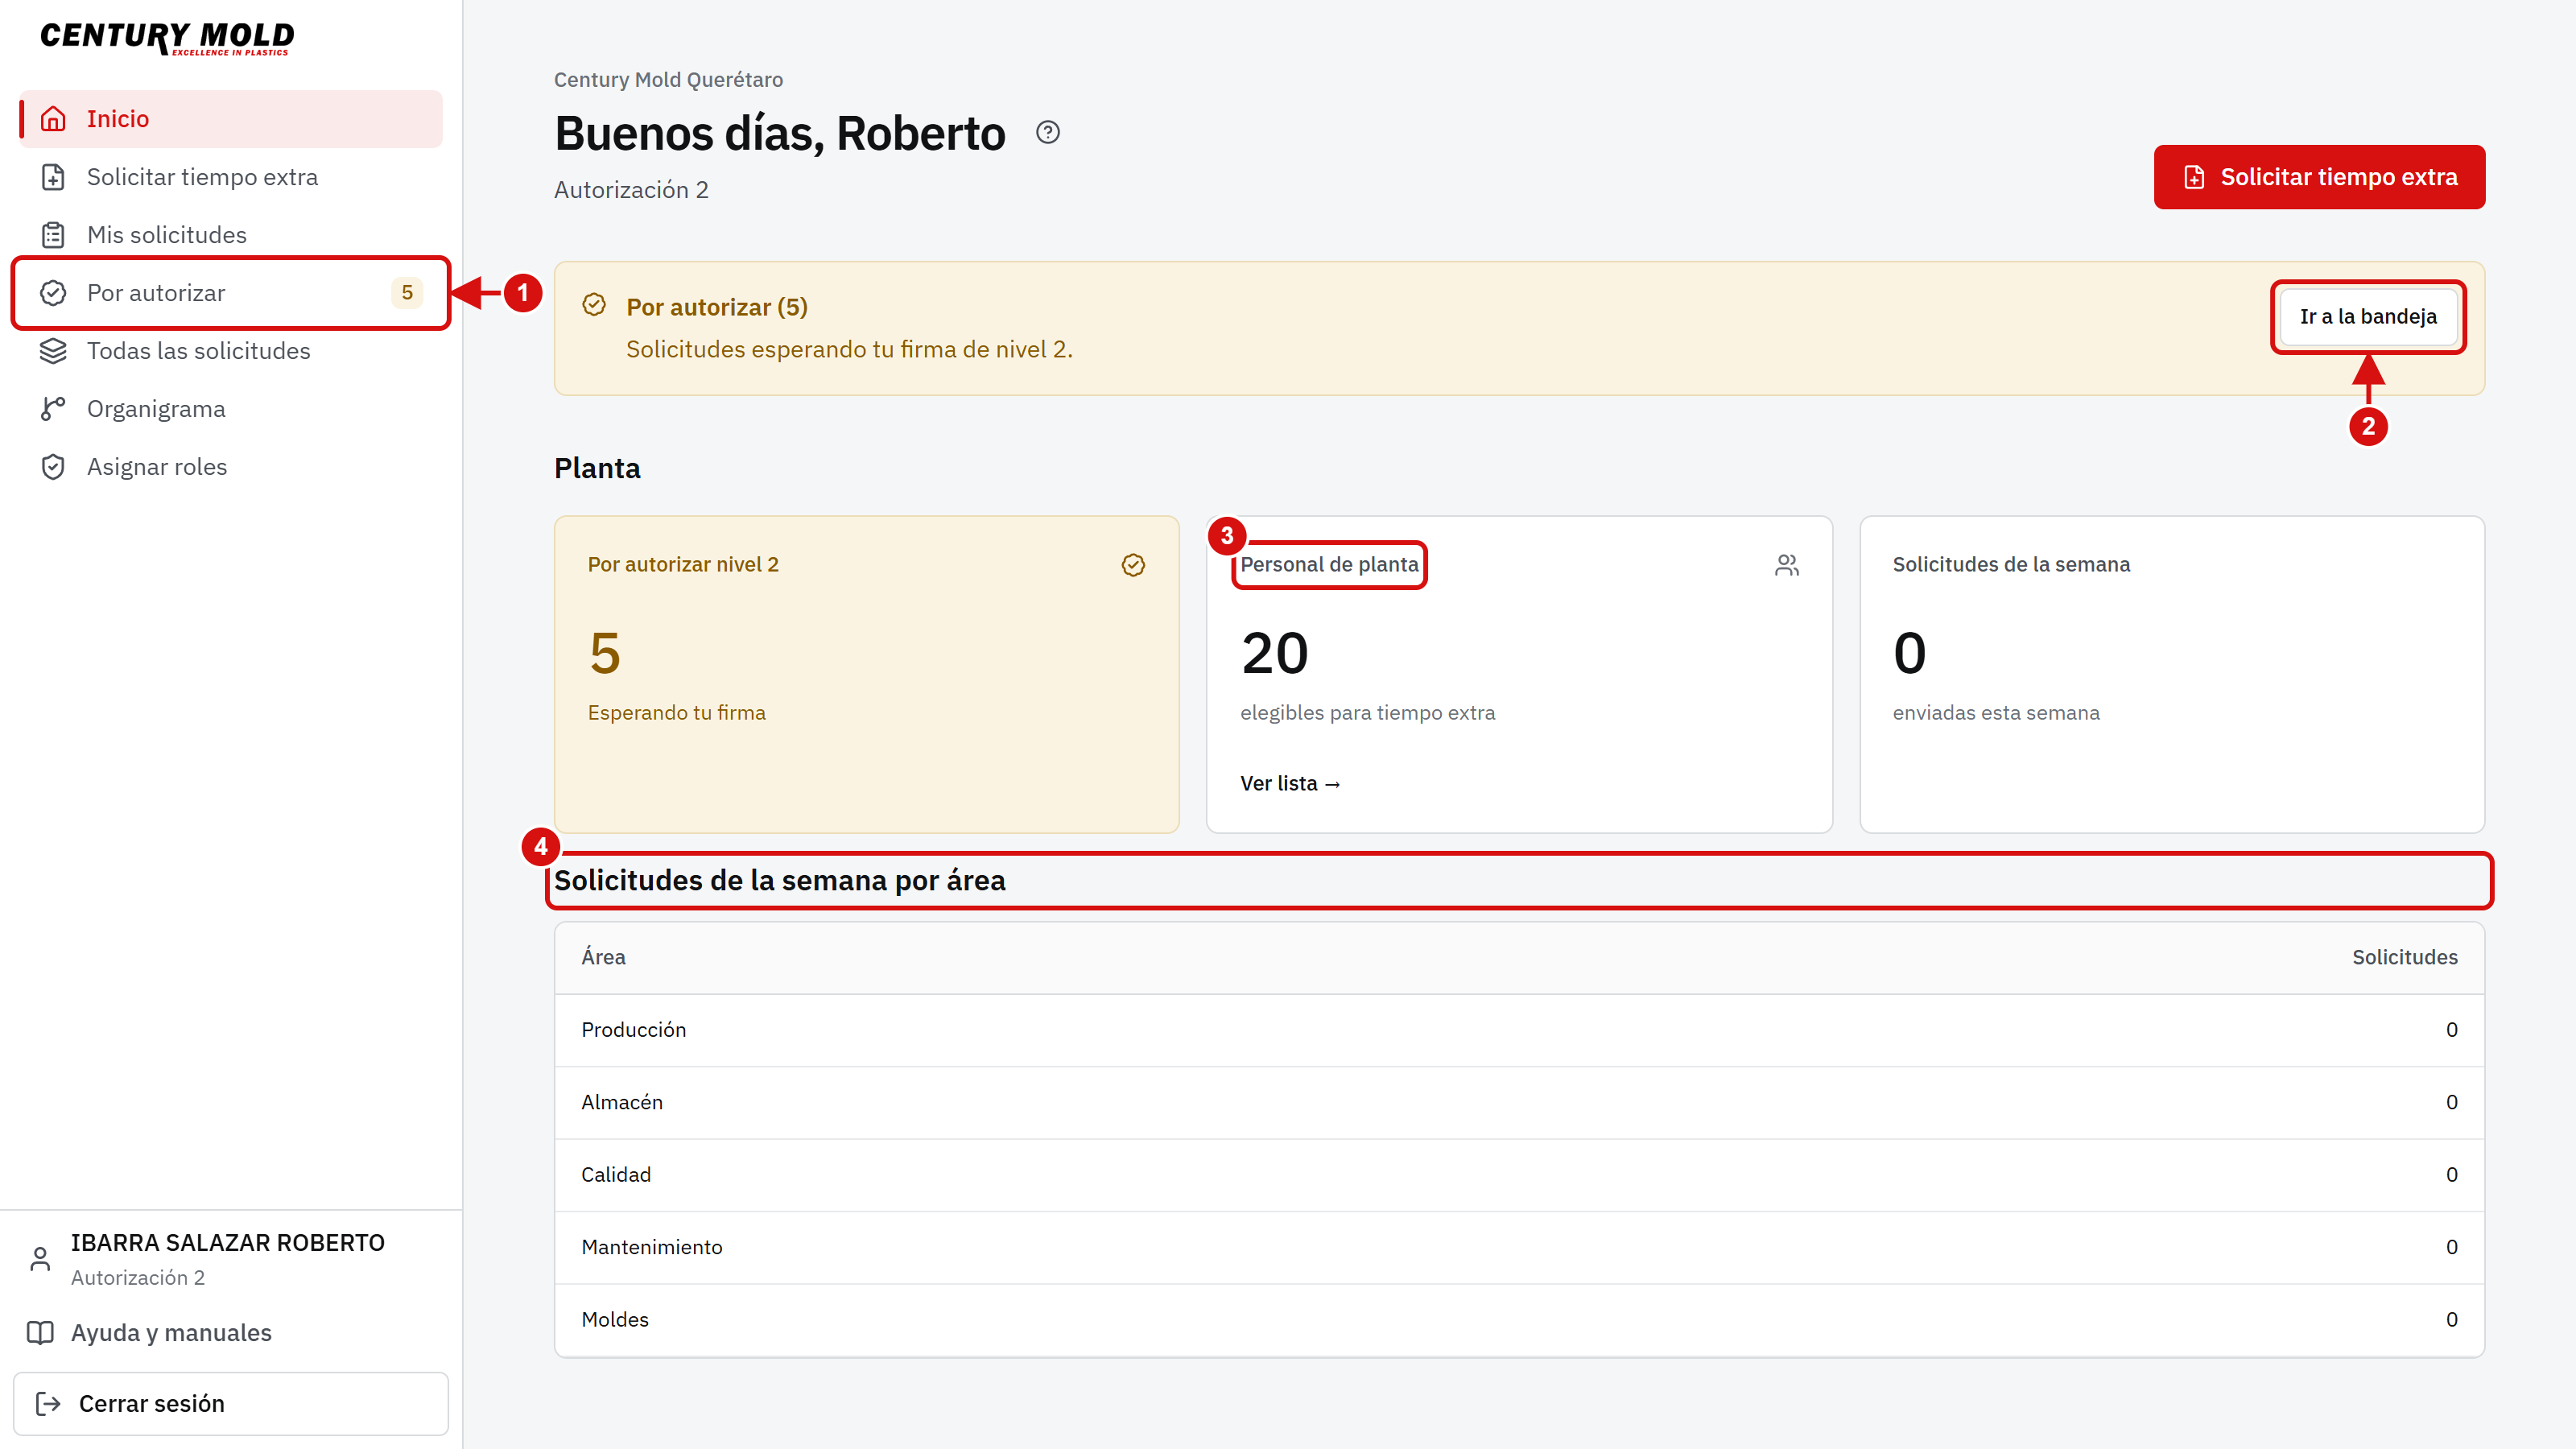 CENTURY MOLD
EXCELLENCE IN PLASTICS
Inicio
Solicitar tiempo extra
Mis solicitudes
Por autorizar 5
1
Todas las solicitudes
Organigrama
Asignar roles
IBARRA SALAZAR ROBERTO
Autorización 2
Ayuda y manuales
Cerrar sesión
Century Mold Querétaro
Buenos días, Roberto
Autorización 2
Solicitar tiempo extra
Por autorizar (5)
Solicitudes esperando tu firma de nivel 2.
Ir a la bandeja
2
Planta
Por autorizar nivel 2
5
Esperando tu firma
3
Personal de planta
20
elegibles para tiempo extra
Ver lista →
Solicitudes de la semana
0
enviadas esta semana
4
Solicitudes de la semana por área
Área Solicitudes
Producción 0
Almacén 0
Calidad 0
Mantenimiento 0
Moldes 0